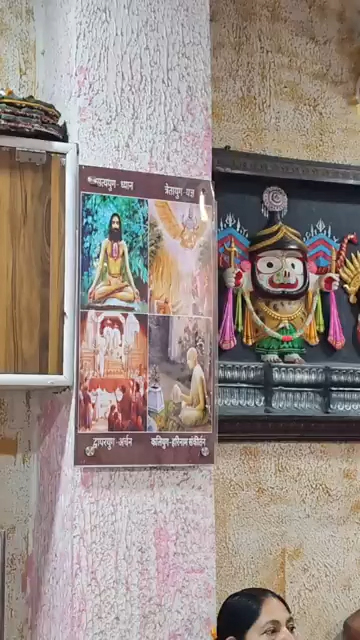 सत्ययुग-ध्यान
त्रेतायुग-यज्ञ
द्वापरयुग-अर्चन
कलियुग-हरिनाम संकीर्तन